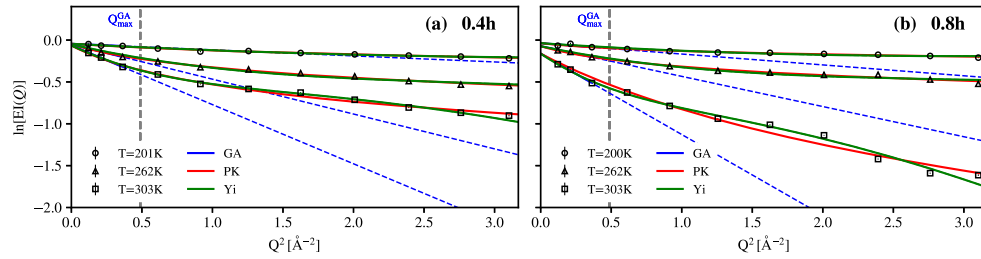 Q_max^GA
(a) 0.4h
Q_max^GA
(b) 0.8h
ln[EI(Q)]
0.0
−0.5
−1.0
−1.5
−2.0
T=201K
T=262K
T=303K
GA
PK
Yi
T=200K
T=262K
T=303K
GA
PK
Yi
0.0 0.5 1.0 1.5 2.0 2.5 3.0
0.0 0.5 1.0 1.5 2.0 2.5 3.0
Q² [Å⁻²]
Q² [Å⁻²]